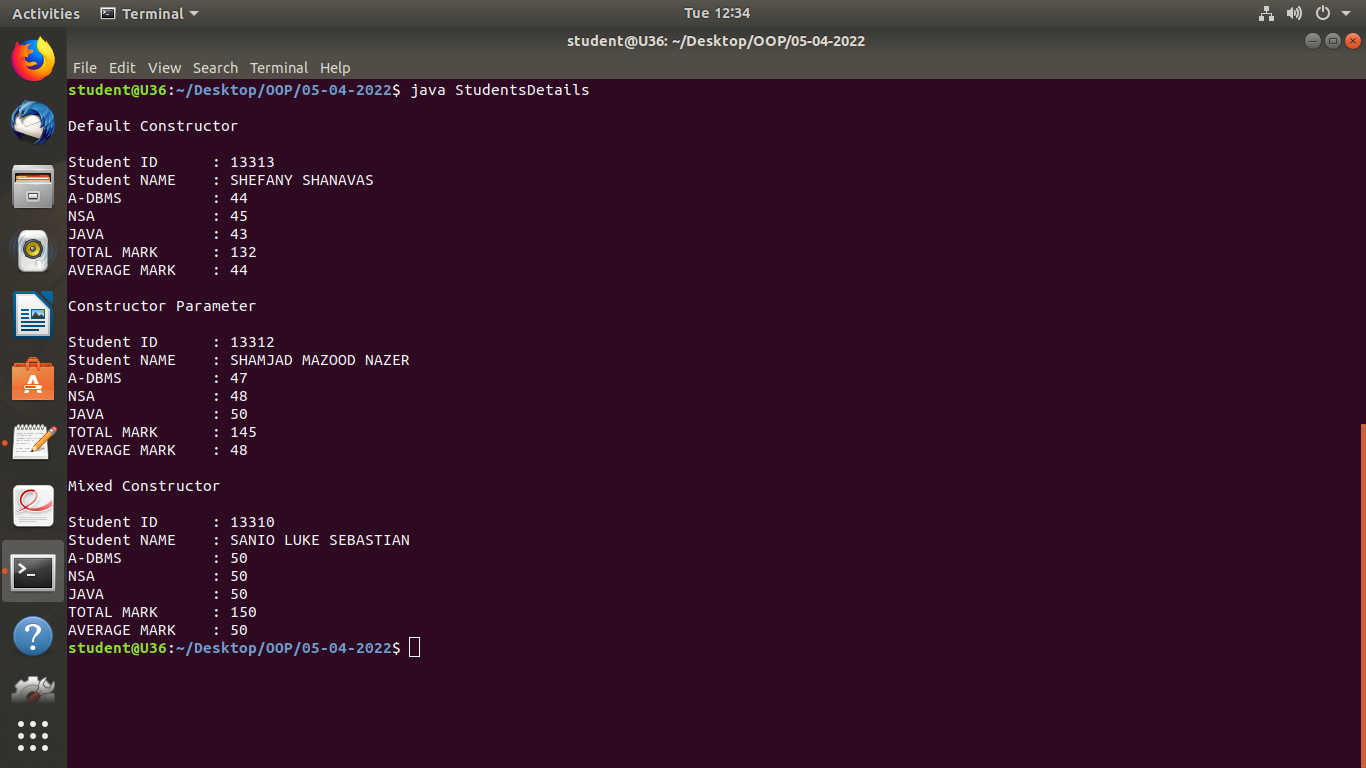 Activities Terminal Tue 12:34
student@U36: ~/Desktop/OOP/05-04-2022
File Edit View Search Terminal Help
student@U36:~/Desktop/OOP/05-04-2022$ java StudentsDetails
Default Constructor
Student ID : 13313
Student NAME : SHEFANY SHANAVAS
A-DBMS : 44
NSA : 45
JAVA : 43
TOTAL MARK : 132
AVERAGE MARK : 44
Constructor Parameter
Student ID : 13312
Student NAME : SHAMJAD MAZOOD NAZER
A-DBMS : 47
NSA : 48
JAVA : 50
TOTAL MARK : 145
AVERAGE MARK : 48
Mixed Constructor
Student ID : 13310
Student NAME : SANIO LUKE SEBASTIAN
A-DBMS : 50
NSA : 50
JAVA : 50
TOTAL MARK : 150
AVERAGE MARK : 50
student@U36:~/Desktop/OOP/05-04-2022$